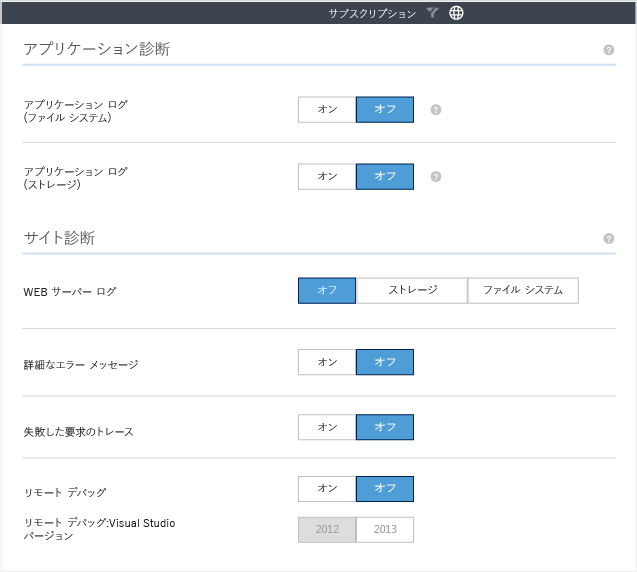 サブスクリプション
アプリケーション診断
アプリケーション ログ
(ファイル システム)
オン オフ
アプリケーション ログ
(ストレージ)
オン オフ
サイト診断
WEB サーバー ログ
オフ ストレージ ファイル システム
詳細なエラー メッセージ
オン オフ
失敗した要求のトレース
オン オフ
リモート デバッグ
オン オフ
リモート デバッグ:Visual Studio
バージョン
2012 2013